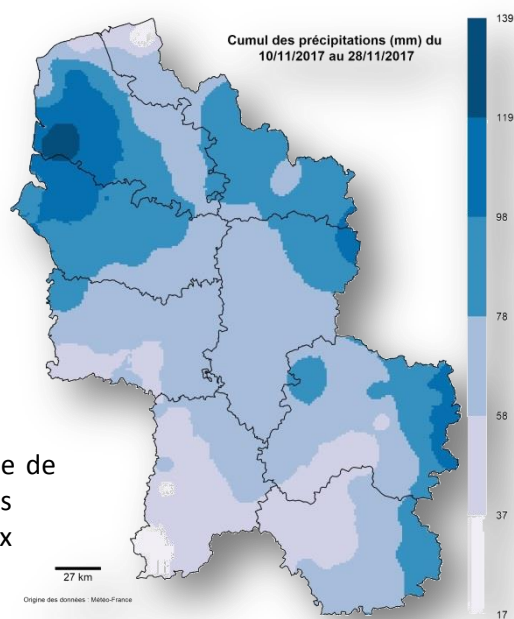 Cumul des précipitations (mm) du
10/11/2017 au 28/11/2017
139
119
98
78
58
37
17
e de
s
x
27 km
Origine des données : Météo-France